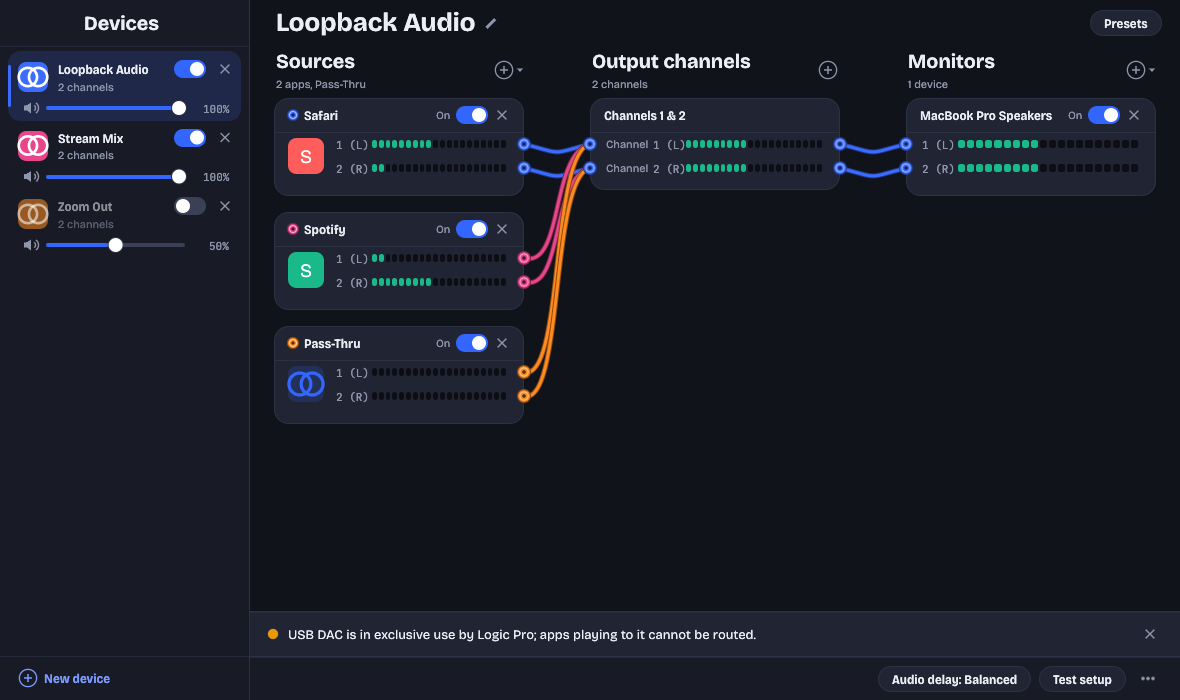 Devices
Loopback Audio
2 channels
100%
Stream Mix
2 channels
100%
Zoom Out
2 channels
50%
New device
Loopback Audio
Presets
Sources
2 apps, Pass-Thru
Output channels
2 channels
Monitors
1 device
Safari
On
S
1 (L)
2 (R)
Spotify
On
S
1 (L)
2 (R)
Pass-Thru
On
1 (L)
2 (R)
Channels 1 & 2
Channel 1 (L)
Channel 2 (R)
MacBook Pro Speakers
On
1 (L)
2 (R)
USB DAC is in exclusive use by Logic Pro; apps playing to it cannot be routed.
Audio delay: Balanced
Test setup